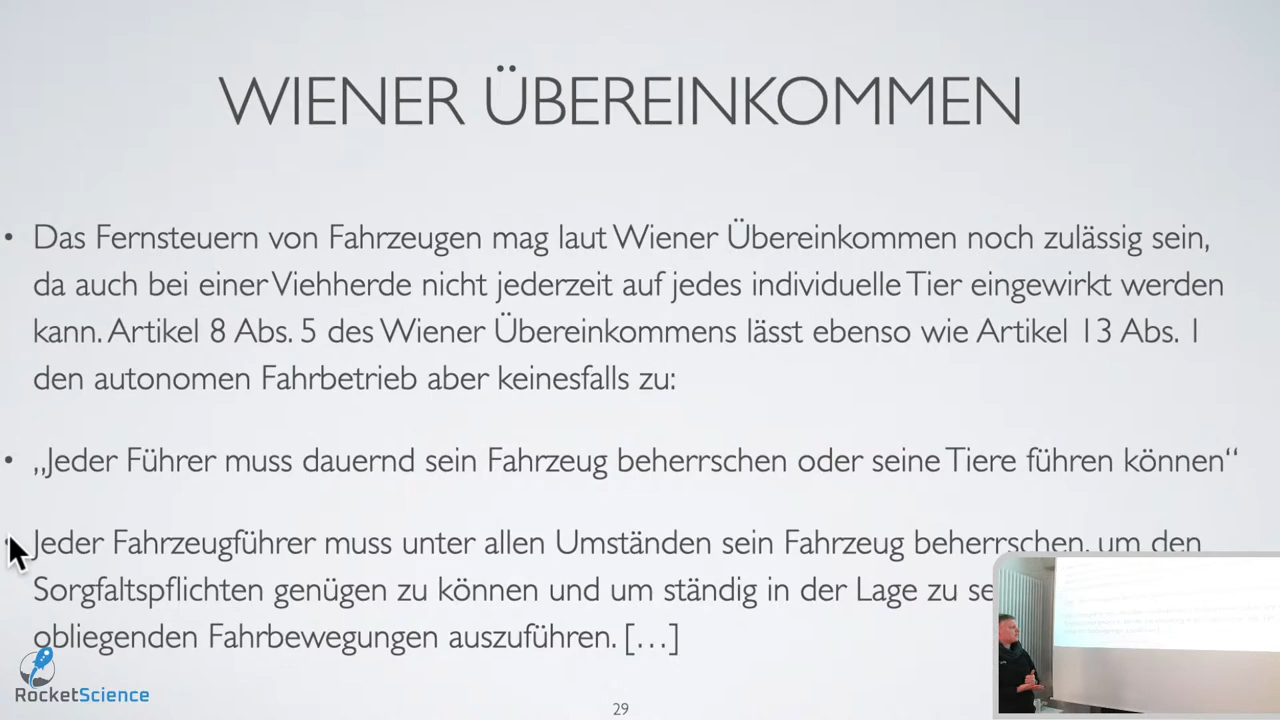 WIENER ÜBEREINKOMMEN
• Das Fernsteuern von Fahrzeugen mag laut Wiener Übereinkommen noch zulässig sein,
da auch bei einer Viehherde nicht jederzeit auf jedes individuelle Tier eingewirkt werden
kann. Artikel 8 Abs. 5 des Wiener Übereinkommens lässt ebenso wie Artikel 13 Abs. 1
den autonomen Fahrbetrieb aber keinesfalls zu:
• „Jeder Führer muss dauernd sein Fahrzeug beherrschen oder seine Tiere führen können“
• Jeder Fahrzeugführer muss unter allen Umständen sein Fahrzeug beherrschen, um den
Sorgfaltspflichten genügen zu können und um ständig in der Lage zu
obliegenden Fahrbewegungen auszuführen. […]
RocketScience
29